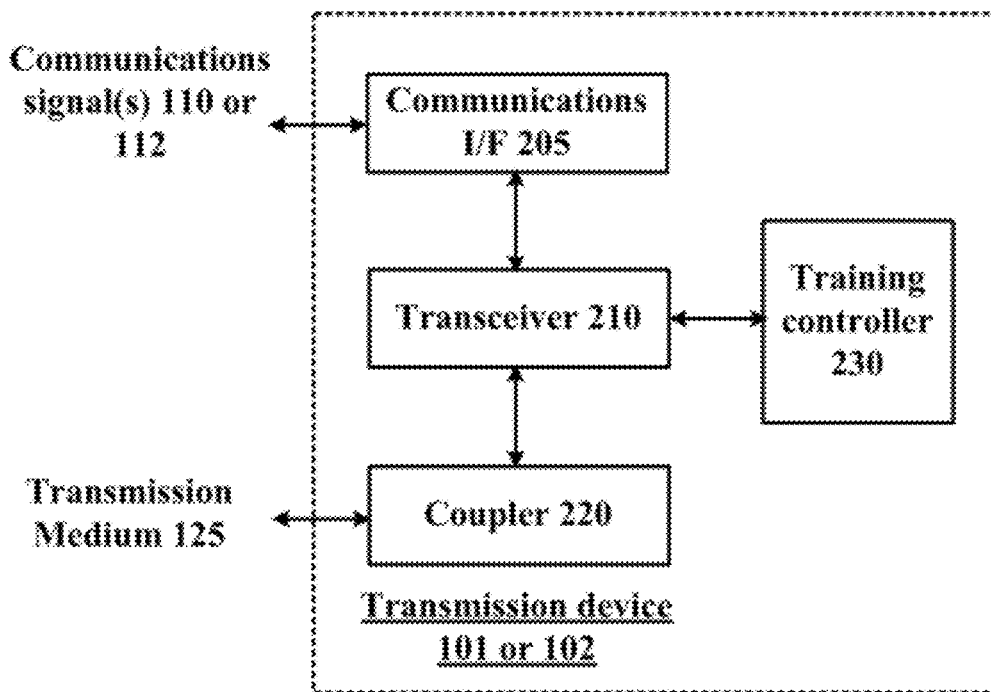 Communications
signal(s) 110 or
112
Communications
I/F 205
Transceiver 210
Training
controller
230
Transmission
Medium 125
Coupler 220
Transmission device
101 or 102